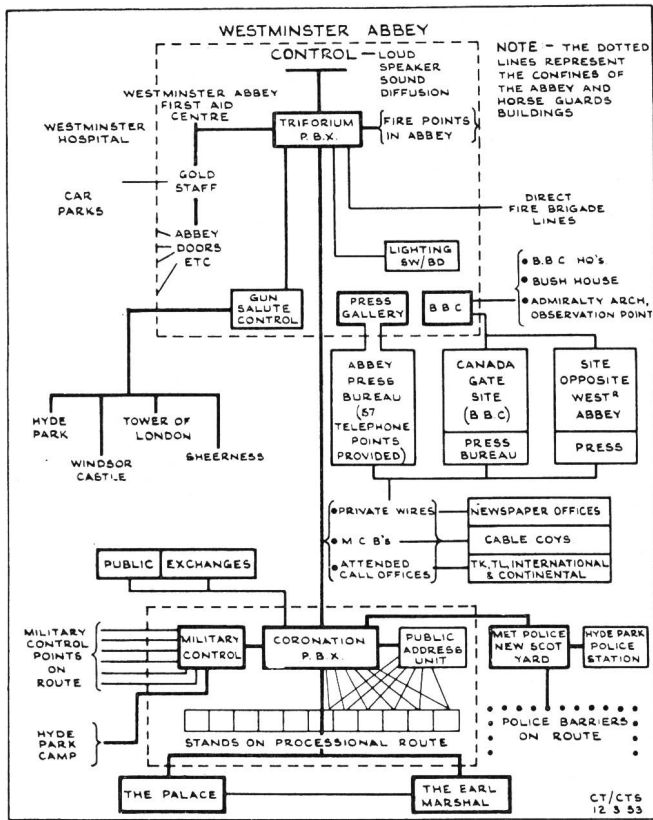 WESTMINSTER ABBEY
CONTROL – LOUD
SPEAKER
SOUND
DIFFUSION
NOTE – THE DOTTED
LINES REPRESENT
THE CONFINES OF
THE ABBEY AND
HORSE GUARDS
BUILDINGS
WESTMINSTER ABBEY
FIRST AID
CENTRE
WESTMINSTER
HOSPITAL
TRIFORIUM
P.B.X.
FIRE POINTS
IN ABBEY
GOLD
STAFF
CAR
PARKS
ABBEY
DOORS
ETC
DIRECT
FIRE BRIGADE
LINES
LIGHTING
SW/BD
GUN
SALUTE
CONTROL
PRESS
GALLERY
B B C
• B.B.C HQ's
• BUSH HOUSE
• ADMIRALTY ARCH,
OBSERVATION POINT
ABBEY
PRESS
BUREAU
(57
TELEPHONE
POINTS
PROVIDED)
CANADA
GATE
SITE
(B.B.C)
PRESS
BUREAU
SITE
OPPOSITE
WESTR
ABBEY
PRESS
HYDE
PARK
WINDSOR
CASTLE
TOWER OF
LONDON
SHEERNESS
• PRIVATE WIRES
• M C B's
• ATTENDED
CALL OFFICES
NEWSPAPER OFFICES
CABLE COYS
TK, TL, INTERNATIONAL
& CONTINENTAL
PUBLIC EXCHANGES
MILITARY
CONTROL
POINTS
ON
ROUTE
MILITARY
CONTROL
CORONATION
P.B.X.
PUBLIC
ADDRESS
UNIT
MET POLICE
NEW SCOT
YARD
HYDE PARK
POLICE
STATION
HYDE
PARK
CAMP
STANDS ON PROCESSIONAL ROUTE
POLICE BARRIERS
ON ROUTE
THE PALACE
THE EARL
MARSHAL
CT/CTS
12 3 53